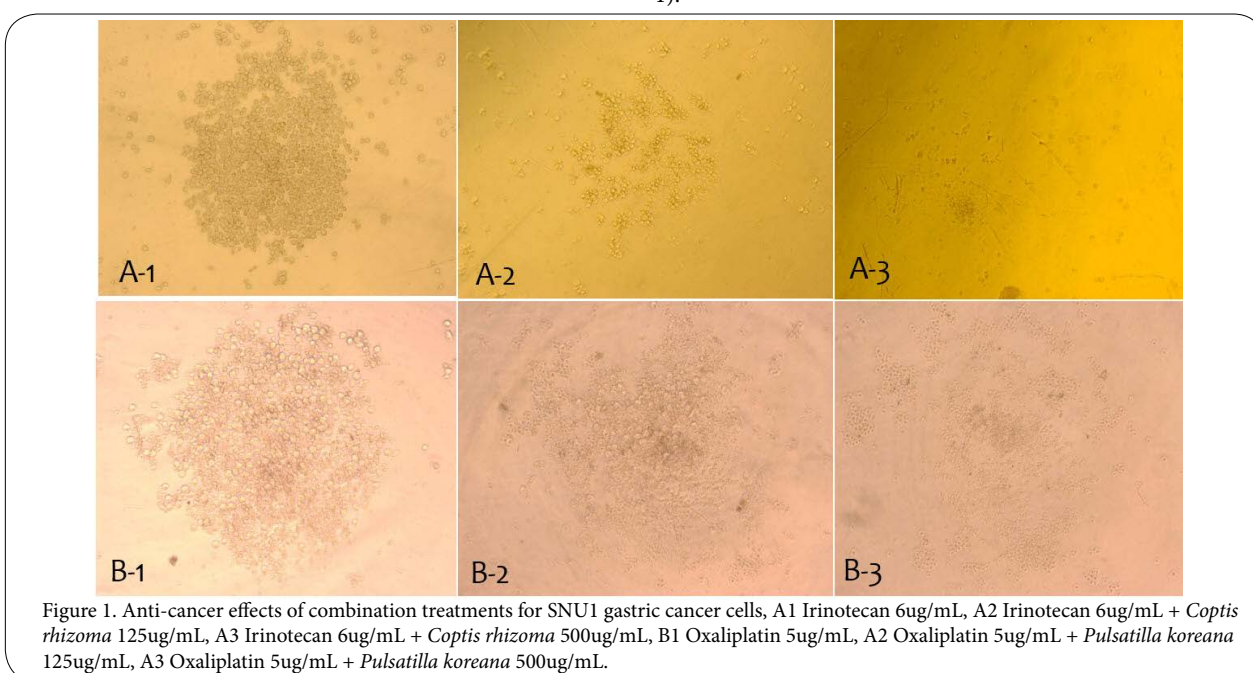 1).
A-1
A-2
A-3
B-1
B-2
B-3
Figure 1. Anti-cancer effects of combination treatments for SNU1 gastric cancer cells, A1 Irinotecan 6ug/mL, A2 Irinotecan 6ug/mL + Coptis
rhizoma 125ug/mL, A3 Irinotecan 6ug/mL + Coptis rhizoma 500ug/mL, B1 Oxaliplatin 5ug/mL, A2 Oxaliplatin 5ug/mL + Pulsatilla koreana
125ug/mL, A3 Oxaliplatin 5ug/mL + Pulsatilla koreana 500ug/mL.